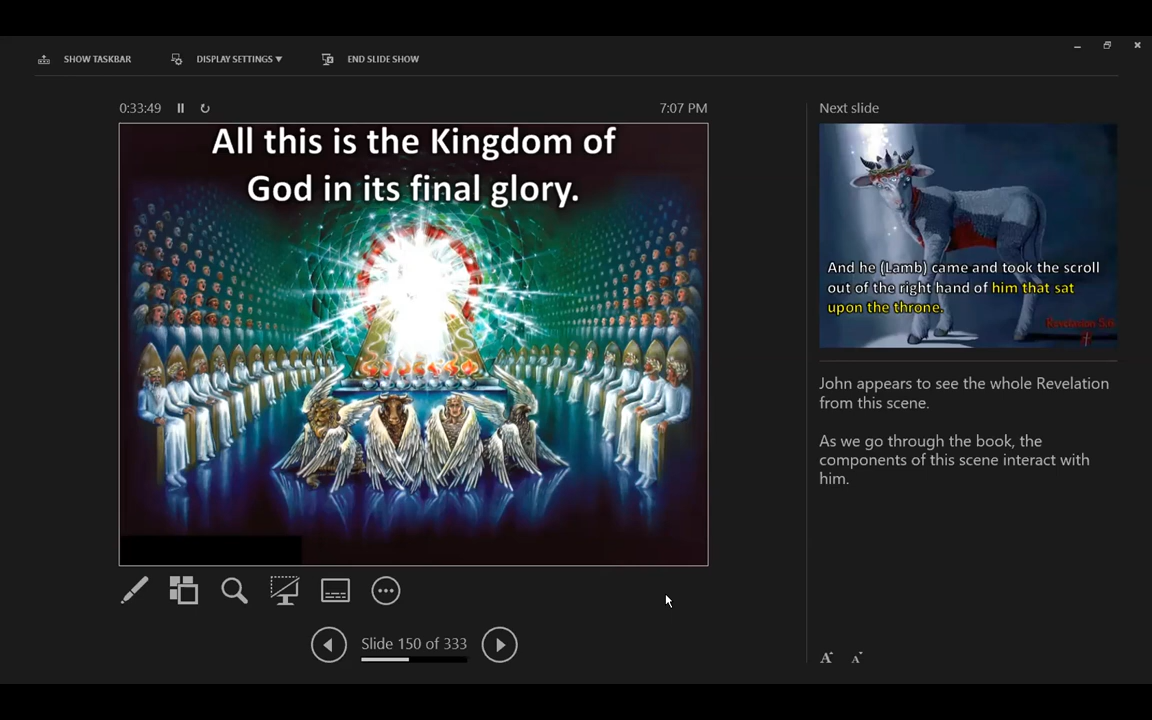 SHOW TASKBAR
DISPLAY SETTINGS ▾
END SLIDE SHOW
0:33:49
7:07 PM
All this is the Kingdom of
God in its final glory.
Slide 150 of 333
Next slide
And he (Lamb) came and took the scroll
out of the right hand of him that sat
upon the throne.
Revelation 5:6
John appears to see the whole Revelation
from this scene.
As we go through the book, the
components of this scene interact with
him.
A A